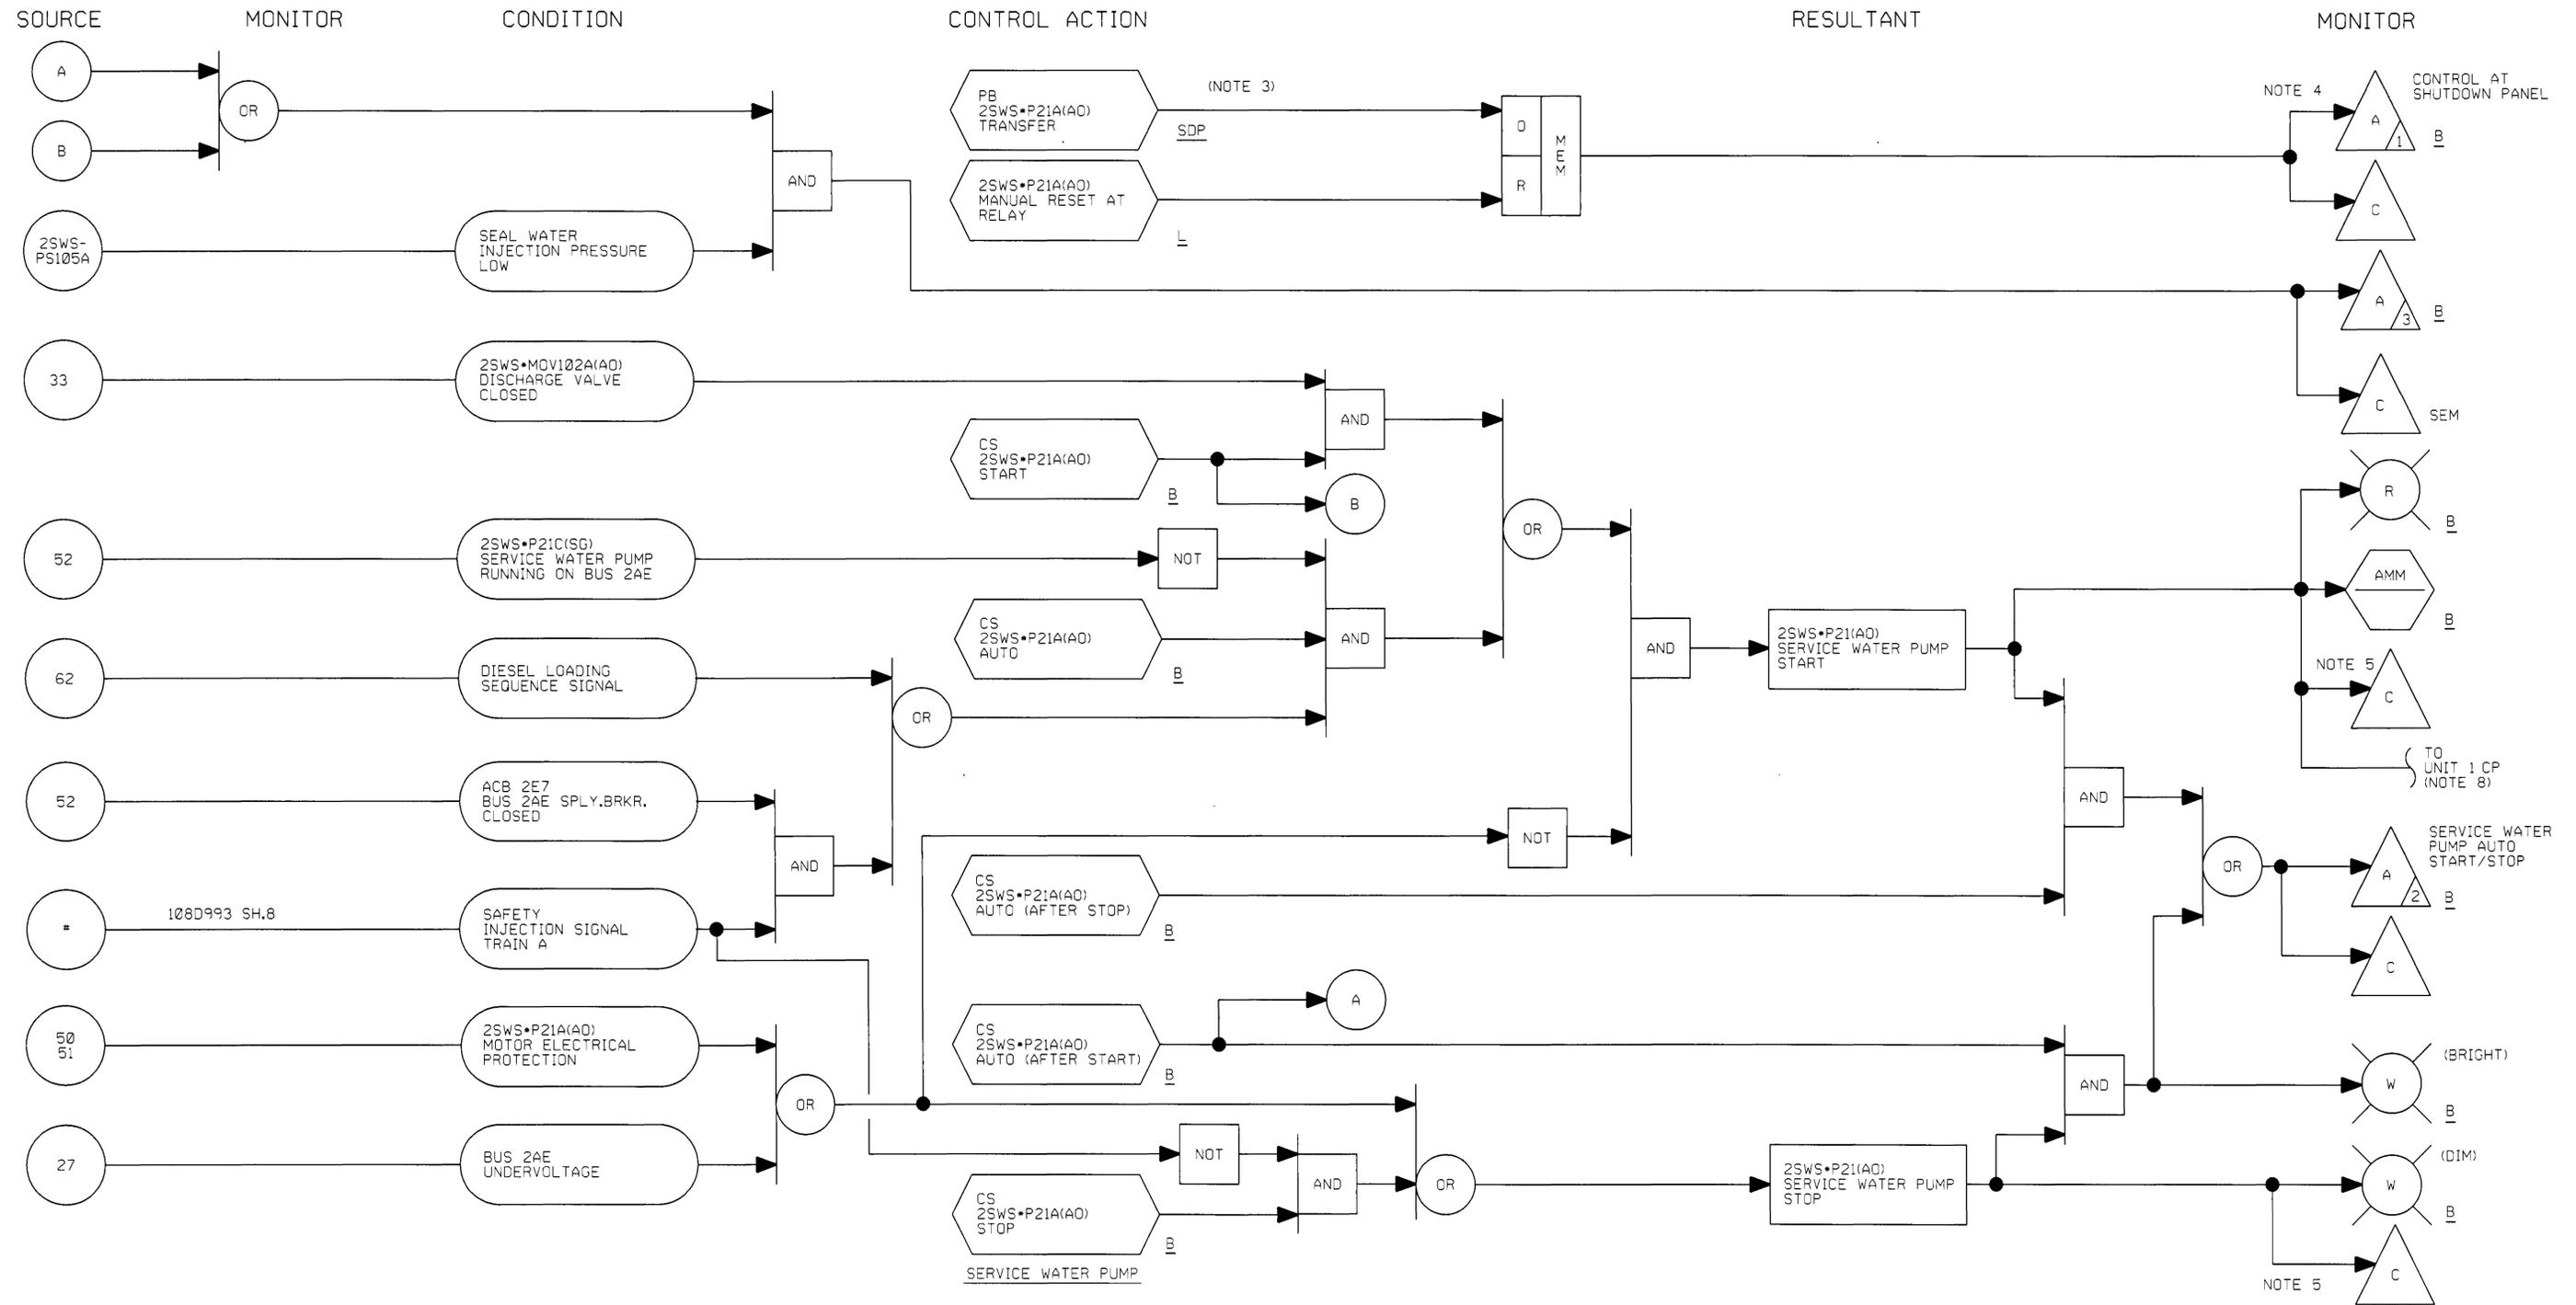 SOURCE MONITOR CONDITION CONTROL ACTION RESULTANT MONITOR
A
OR
B
2SWS-
PS105A
SEAL WATER
INJECTION PRESSURE
LOW
AND
PB
2SWS•P21A(AO)
TRANSFER
(NOTE 3)
SDP
2SWS•P21A(AO)
MANUAL RESET AT
RELAY
L
O
R
MEM
NOTE 4
A
1
CONTROL AT
SHUTDOWN PANEL
B
C
A
3
B
C
SEM
33
2SWS•MOV102A(AO)
DISCHARGE VALVE
CLOSED
AND
CS
2SWS•P21A(AO)
START
B
B
52
2SWS•P21C(SG)
SERVICE WATER PUMP
RUNNING ON BUS 2AE
NOT
CS
2SWS•P21A(AO)
AUTO
B
AND
OR
62
DIESEL LOADING
SEQUENCE SIGNAL
OR
52
ACB 2E7
BUS 2AE SPLY.BRKR.
CLOSED
AND
*
108D993 SH.8
SAFETY
INJECTION SIGNAL
TRAIN A
AND
NOT
2SWS•P21(AO)
SERVICE WATER PUMP
START
R
B
AMM
B
NOTE 5
C
TO
UNIT 1 CP
(NOTE 8)
CS
2SWS•P21A(AO)
AUTO (AFTER STOP)
B
AND
OR
A
2
SERVICE WATER
PUMP AUTO
START/STOP
B
C
50
51
2SWS•P21A(AO)
MOTOR ELECTRICAL
PROTECTION
27
BUS 2AE
UNDERVOLTAGE
OR
A
CS
2SWS•P21A(AO)
AUTO (AFTER START)
B
AND
W
(BRIGHT)
B
NOT
CS
2SWS•P21A(AO)
STOP
B
AND
OR
2SWS•P21(AO)
SERVICE WATER PUMP
STOP
W
(DIM)
B
NOTE 5
C
SERVICE WATER PUMP